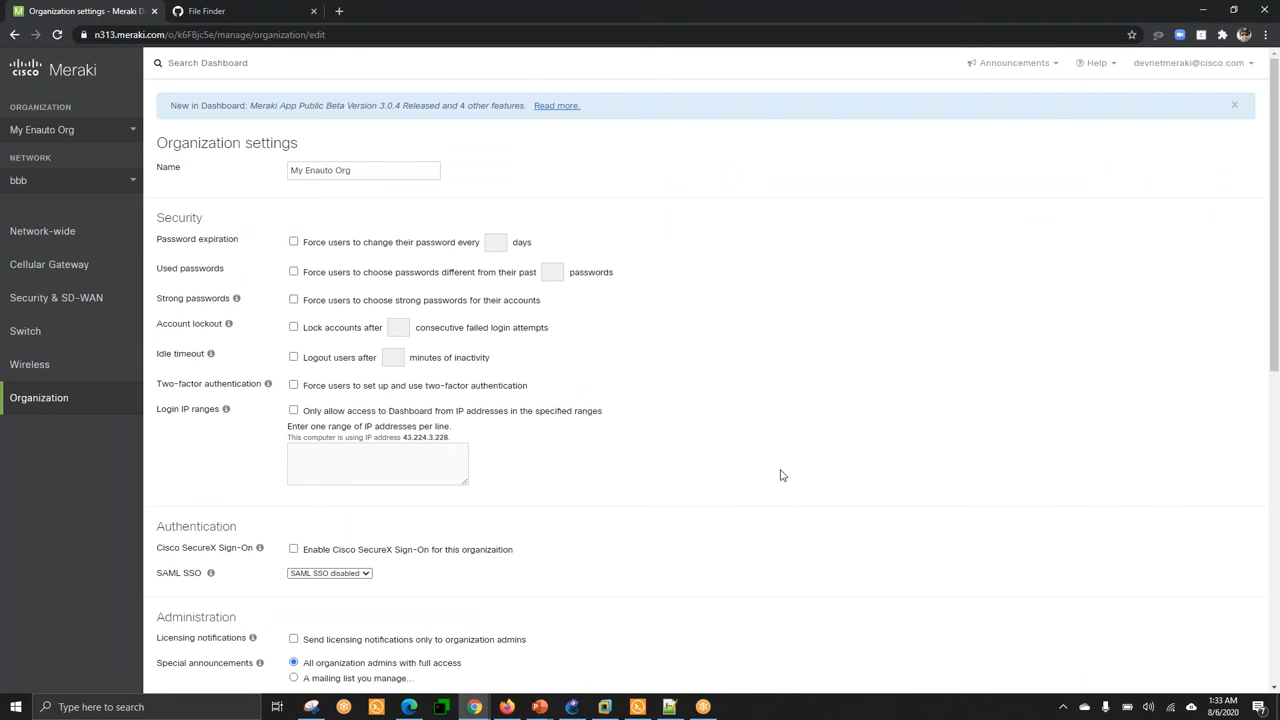 Organization settings - Meraki D
File Finder
n313.meraki.com/o/k6FBjc5e/manage/organization/edit
CISCO Meraki
Search Dashboard
Announcements
Help
devnetmeraki@cisco.com
ORGANIZATION
My Enauto Org
NETWORK
bbb
Network-wide
Cellular Gateway
Security & SD-WAN
Switch
Wireless
Organization
New in Dashboard: Meraki App Public Beta Version 3.0.4 Released and 4 other features. Read more.
Organization settings
Name
My Enauto Org
Security
Password expiration
Force users to change their password every days
Used passwords
Force users to choose passwords different from their past passwords
Strong passwords
Force users to choose strong passwords for their accounts
Account lockout
Lock accounts after consecutive failed login attempts
Idle timeout
Logout users after minutes of inactivity
Two-factor authentication
Force users to set up and use two-factor authentication
Login IP ranges
Only allow access to Dashboard from IP addresses in the specified ranges
Enter one range of IP addresses per line.
This computer is using IP address 43.224.3.228.
Authentication
Cisco SecureX Sign-On
Enable Cisco SecureX Sign-On for this organizaition
SAML SSO
SAML SSO disabled
Administration
Licensing notifications
Send licensing notifications only to organization admins
Special announcements
All organization admins with full access
A mailing list you manage...
Type here to search
1:33 AM
8/6/2020